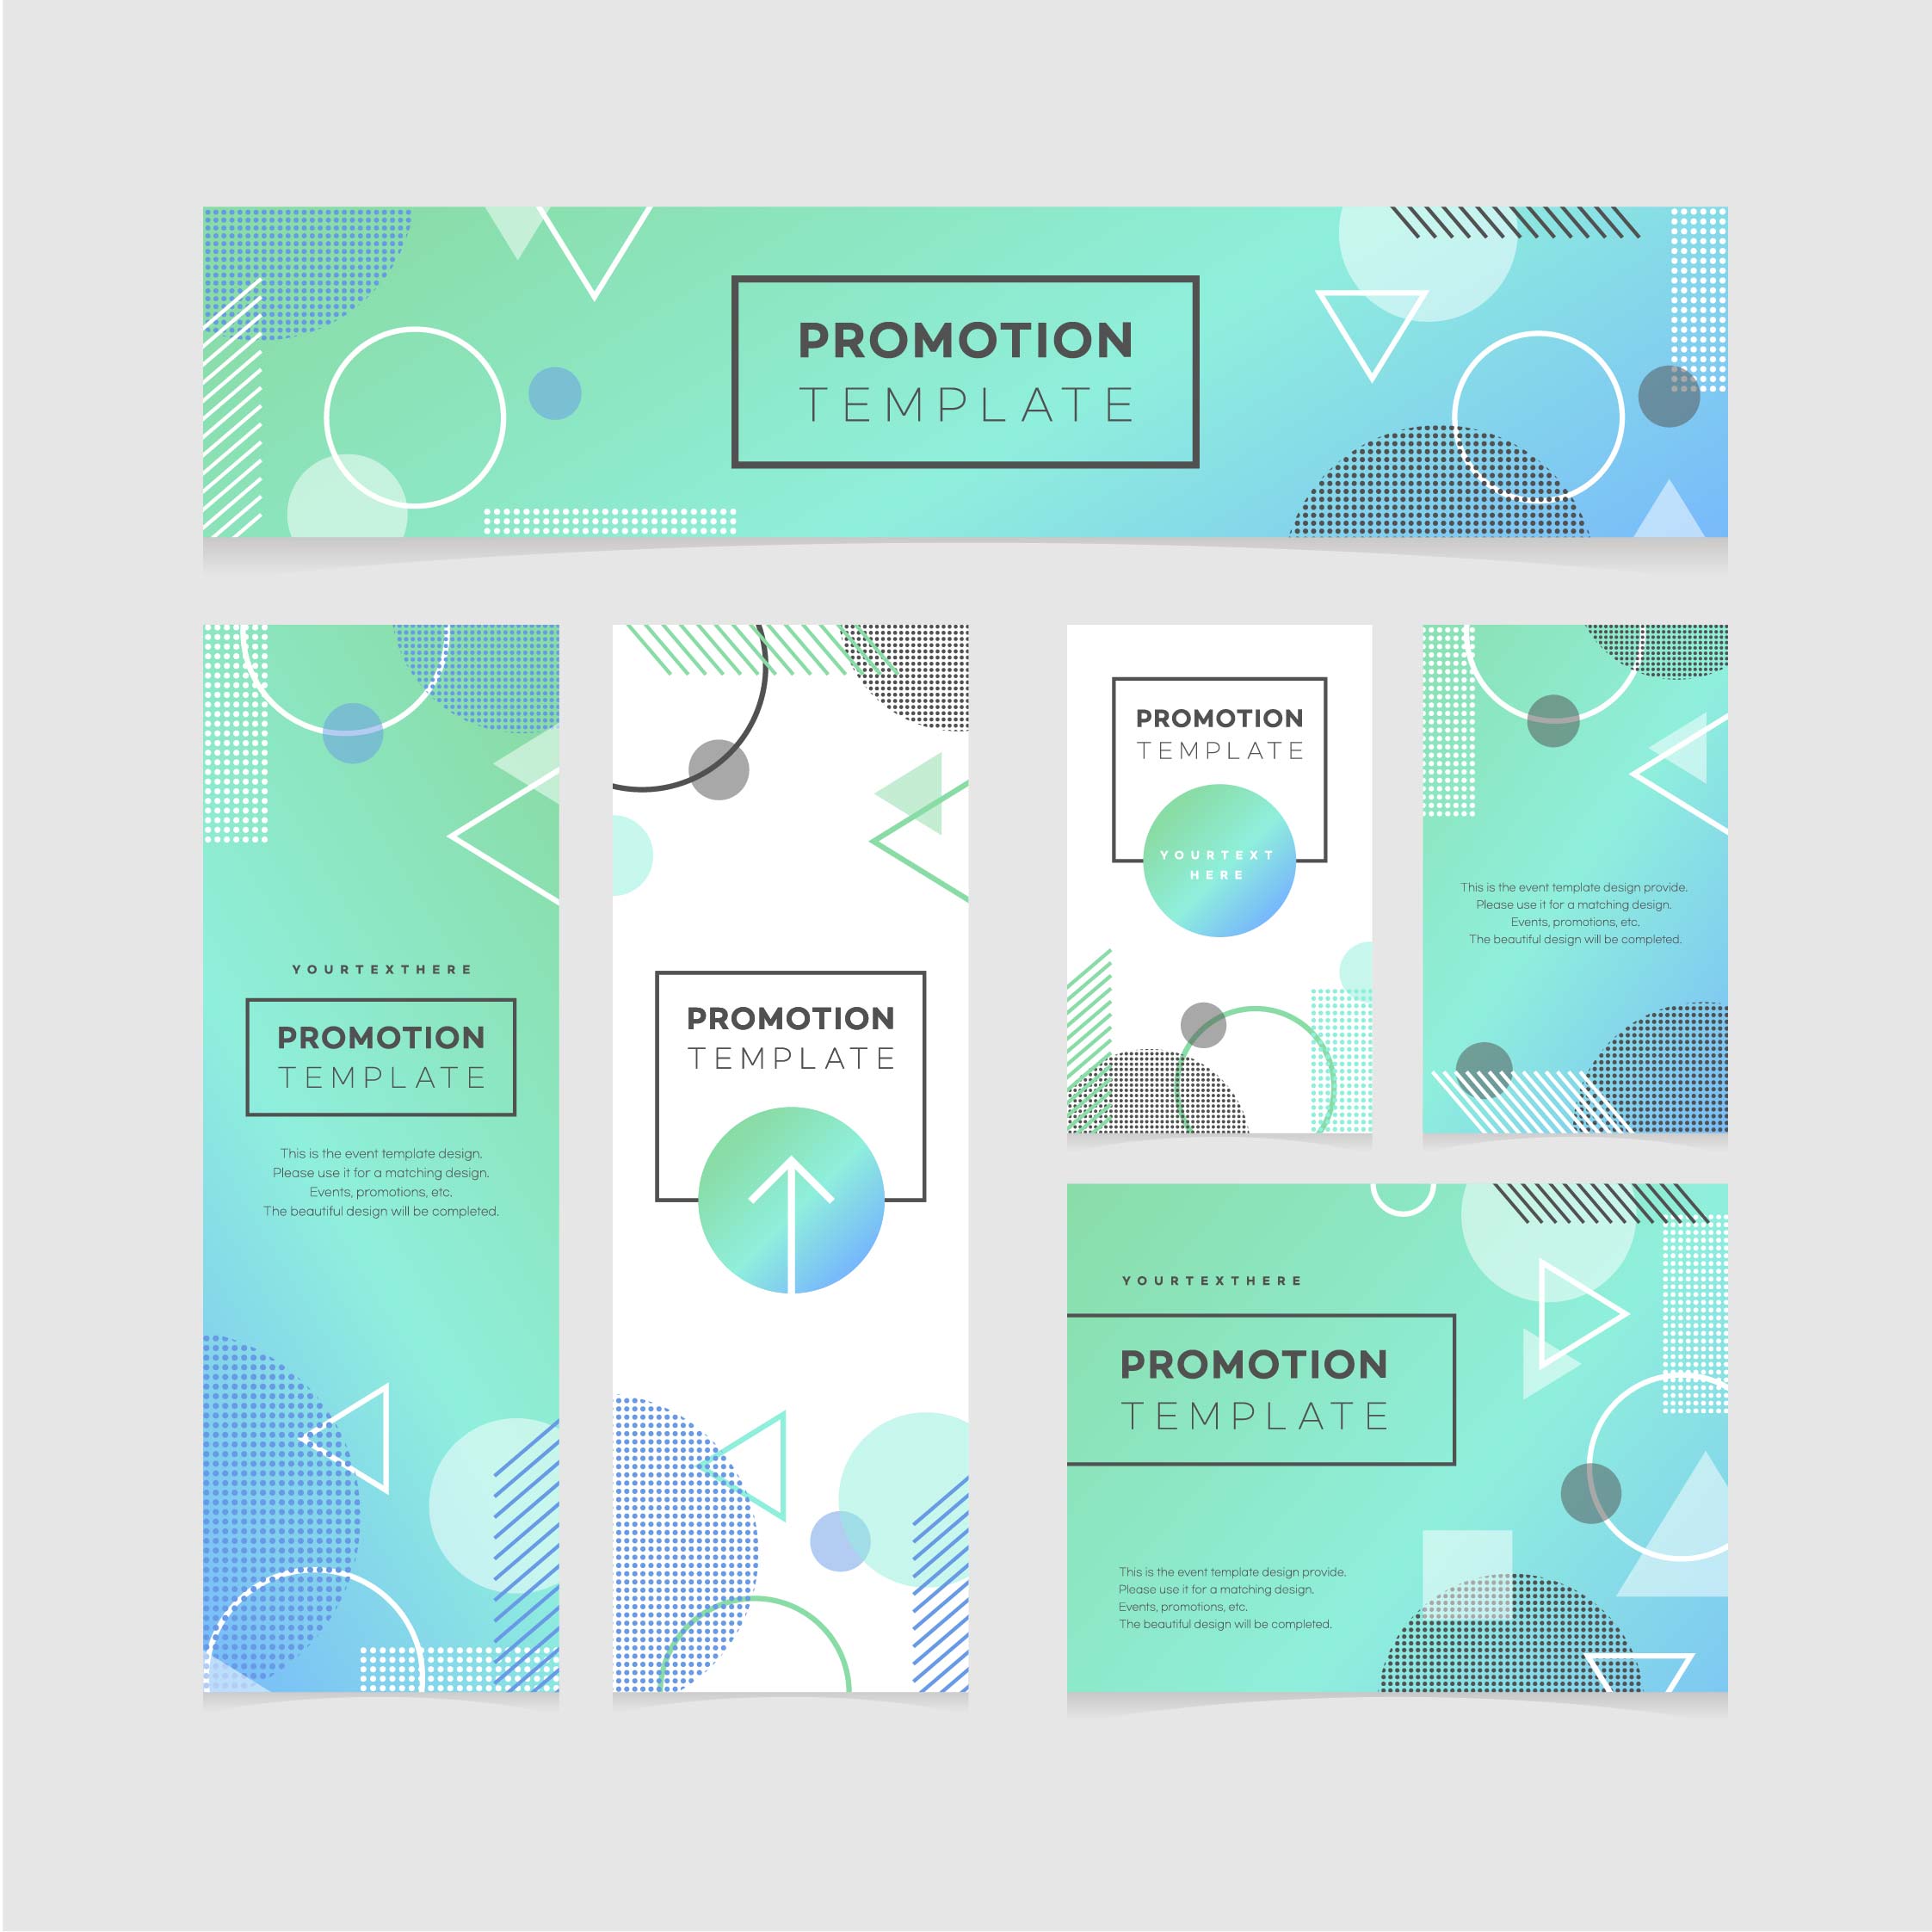 PROMOTION
TEMPLATE
YOURTEXTHERE
PROMOTION
TEMPLATE
This is the event template design.
Please use it for a matching design.
Events, promotions, etc.
The beautiful design will be completed.
PROMOTION
TEMPLATE
PROMOTION
TEMPLATE
YOURTEXT
HERE
This is the event template design provide.
Please use it for a matching design.
Events, promotions, etc.
The beautiful design will be completed.
YOURTEXTHERE
PROMOTION
TEMPLATE
This is the event template design provide.
Please use it for a matching design.
Events, promotions, etc.
The beautiful design will be completed.